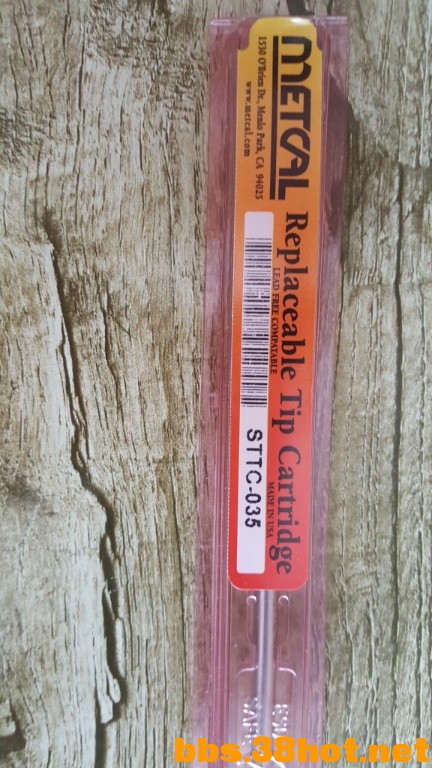 METCAL
1530 O'Brien Dr., Menlo Park, CA 94025
www.metcal.com
Replaceable Tip Cartridge
LEAD FREE COMPATABLE
MADE IN USA
STTC-035
bbs.38hot.net